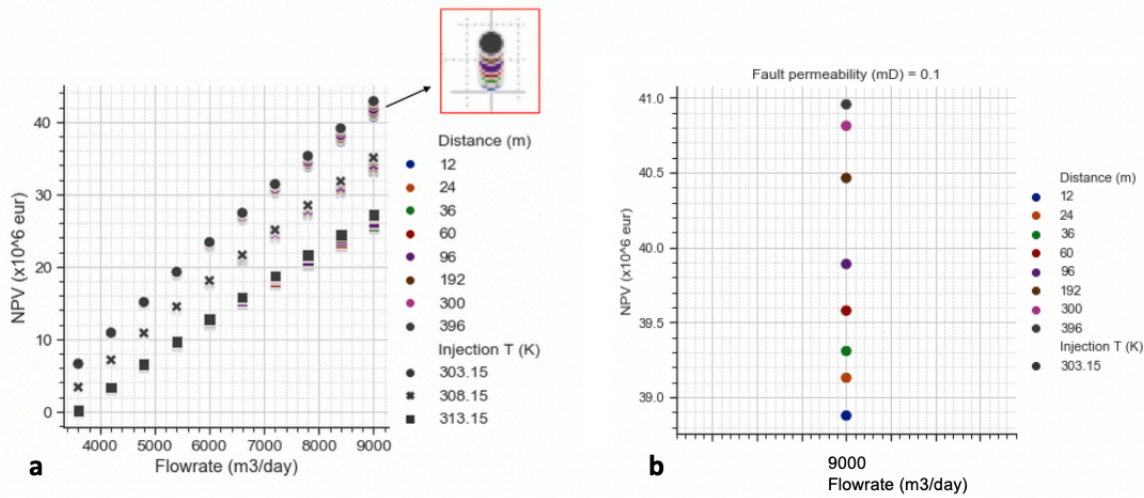 40
30
20
10
0
NPV (x10^6 eur)
4000 5000 6000 7000 8000 9000
Flowrate (m3/day)
a
Distance (m)
12
24
36
60
96
192
300
396
Injection T (K)
303.15
308.15
313.15
Fault permeability (mD) = 0.1
41.0
40.5
40.0
39.5
39.0
NPV (x10^6 eur)
9000
Flowrate (m3/day)
b
Distance (m)
12
24
36
60
96
192
300
396
Injection T (K)
303.15